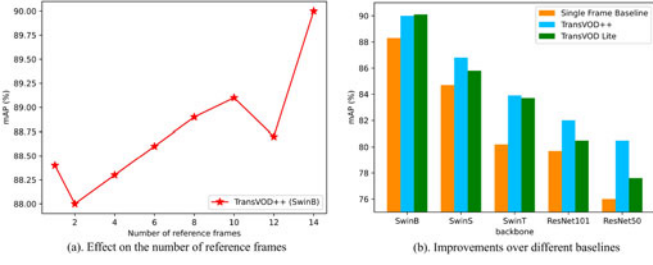 90.00
89.75
89.50
89.25
89.00
88.75
88.50
88.25
88.00
mAP (%)
TransVOD++ (SwinB)
2 4 6 8 10 12 14
Number of reference frames
(a). Effect on the number of reference frames
90
88
86
84
82
80
78
76
mAP (%)
Single Frame Baseline
TransVOD++
TransVOD Lite
SwinB SwinS SwinT ResNet101 ResNet50
backbone
(b). Improvements over different baselines